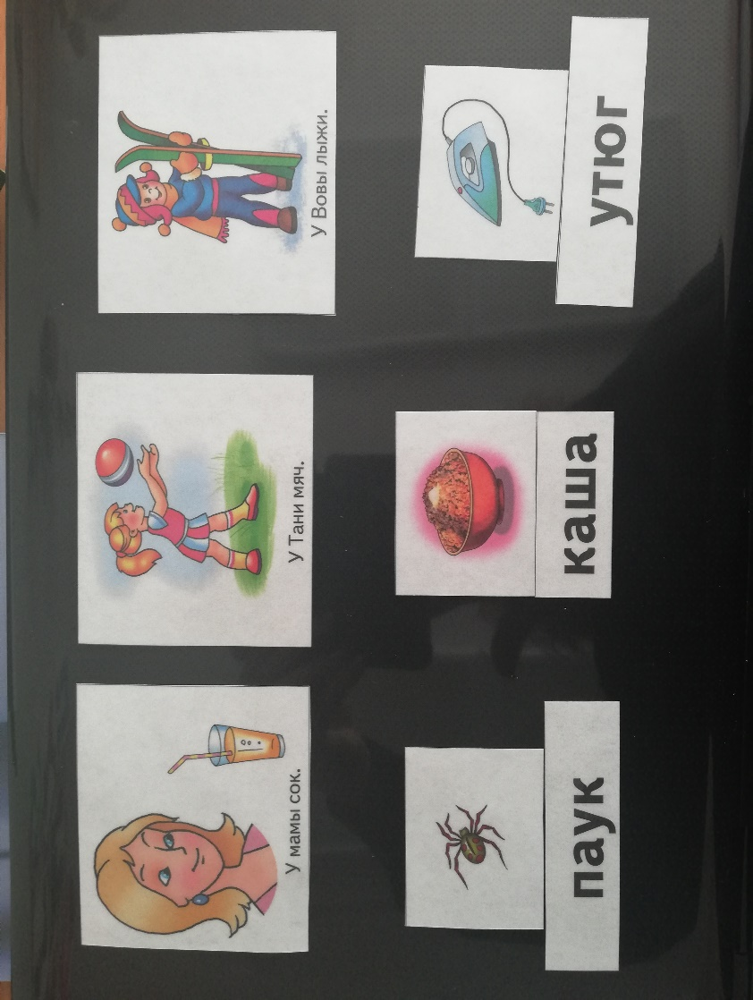 У мамы сок.
У Тани мяч.
У Вовы лыжи.
паук
каша
утюг